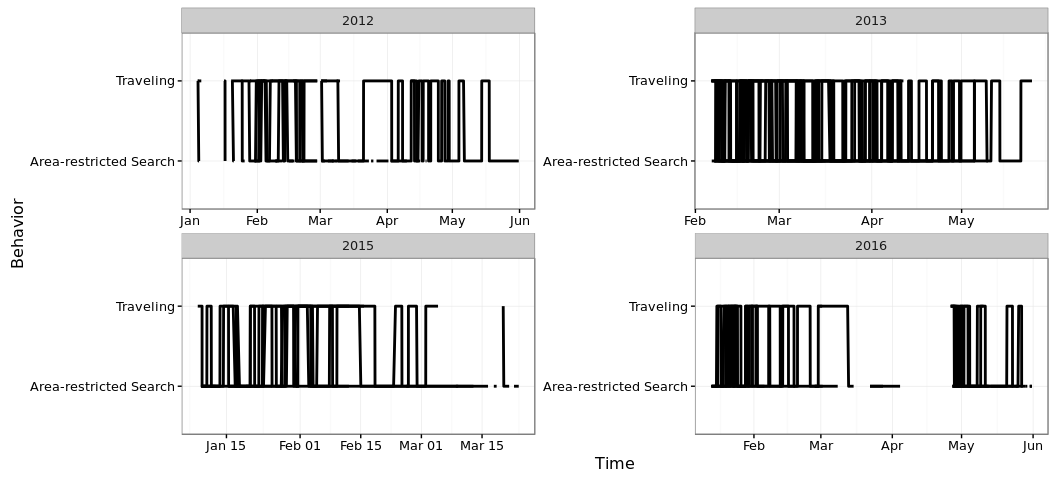 2012
2013
Traveling
Area-restricted Search
Jan Feb Mar Apr May Jun
Traveling
Area-restricted Search
Feb Mar Apr May
Behavior
2015
2016
Traveling
Area-restricted Search
Jan 15 Feb 01 Feb 15 Mar 01 Mar 15
Traveling
Area-restricted Search
Feb Mar Apr May Jun
Time